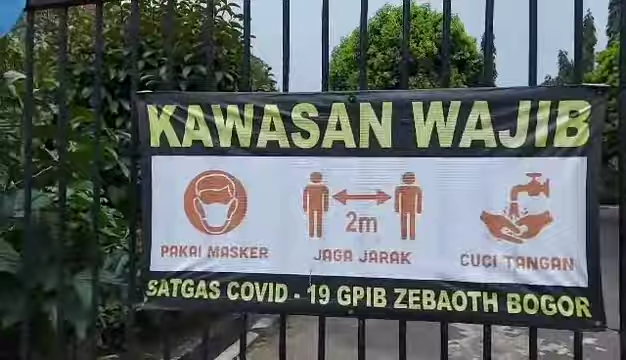 KAWASAN WAJIB
2m
PAKAI MASKER
JAGA JARAK
CUCI TANGAN
SATGAS COVID - 19 GPIB ZEBAOTH BOGOR